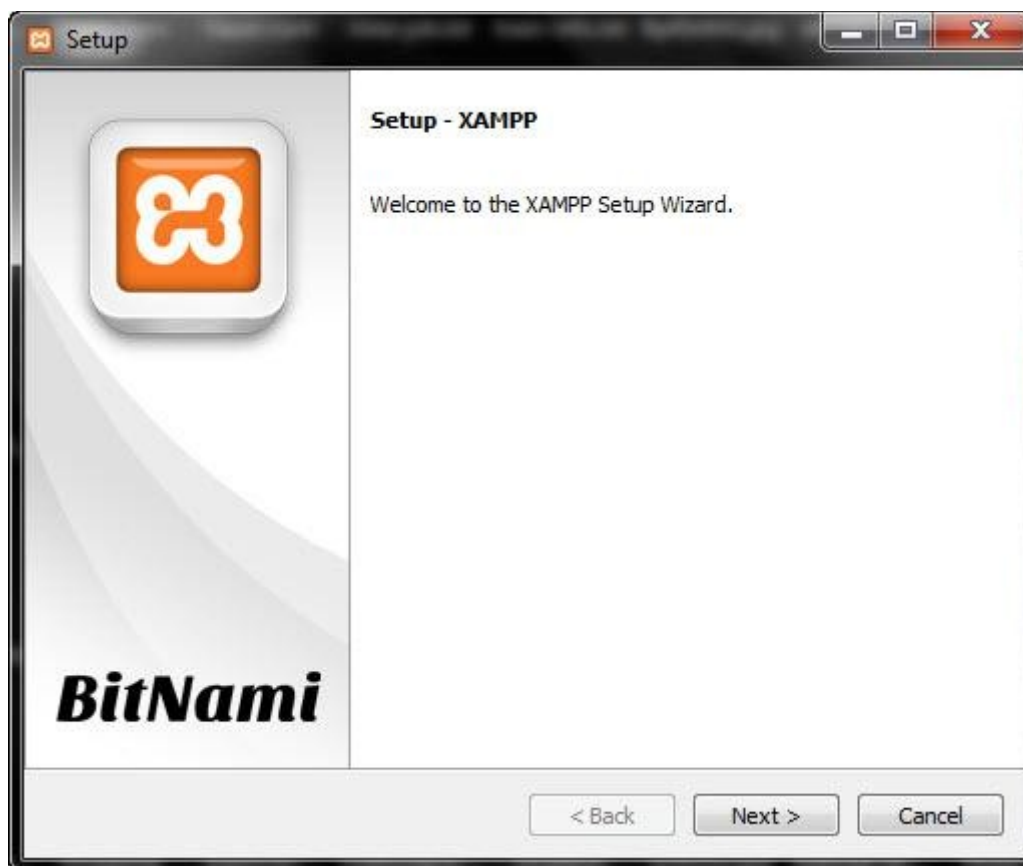 Setup
Setup - XAMPP
Welcome to the XAMPP Setup Wizard.
BitNami
< Back Next > Cancel